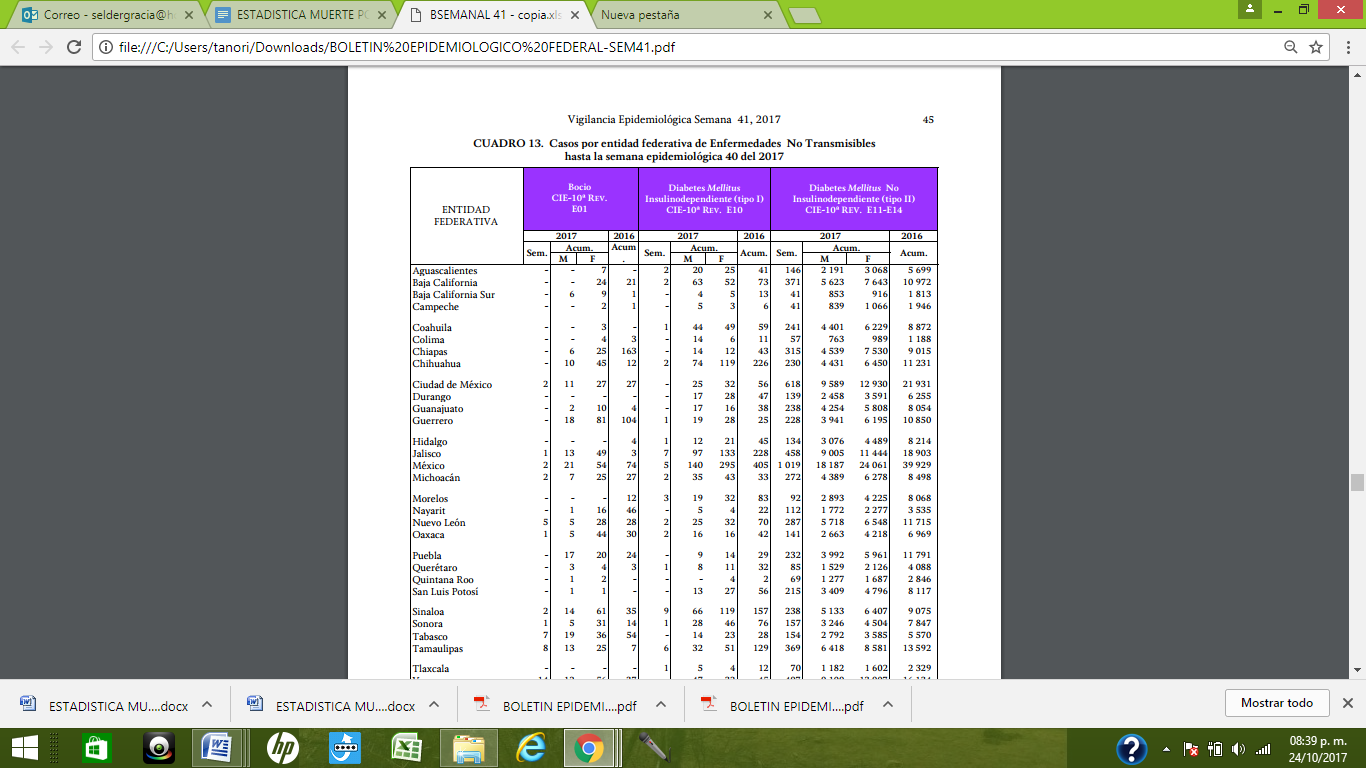 Correo - seldergracia@h
ESTADISTICA MUERTE PO
BSEMANAL 41 - copia.xls
Nueva pestaña
file:///C:/Users/tanori/Downloads/BOLETIN%20EPIDEMIOLOGICO%20FEDERAL-SEM41.pdf
Vigilancia Epidemiológica Semana 41, 2017 45
CUADRO 13. Casos por entidad federativa de Enfermedades No Transmisibles
hasta la semana epidemiológica 40 del 2017
ENTIDAD
FEDERATIVA
Bocio
CIE-10ª REV.
E01
Diabetes Mellitus
Insulinodependiente (tipo I)
CIE-10ª REV. E10
Diabetes Mellitus No
Insulinodependiente (tipo II)
CIE-10ª REV. E11-E14
2017 2016 2017 2016 2017 2016
Sem. Acum. Acum. Sem. Acum. Acum. Sem. Acum. Acum.
M F M F M F
Aguascalientes - - 7 - 2 20 25 41 146 2 191 3 068 5 699
Baja California - - 24 21 2 63 52 73 371 5 623 7 643 10 972
Baja California Sur - 6 9 1 - 4 5 13 41 853 916 1 813
Campeche - - 2 1 - 5 3 6 41 839 1 066 1 946
Coahuila - - 3 - 1 44 49 59 241 4 401 6 229 8 872
Colima - - 4 3 - 14 6 11 57 763 989 1 188
Chiapas - 6 25 163 - 14 12 43 315 4 539 7 530 9 015
Chihuahua - 10 45 12 2 74 119 226 230 4 431 6 450 11 231
Ciudad de México 2 11 27 27 - 25 32 56 618 9 589 12 930 21 931
Durango - - - - - 17 28 47 139 2 458 3 591 6 255
Guanajuato - 2 10 4 - 17 16 38 238 4 254 5 808 8 054
Guerrero - 18 81 104 1 19 28 25 228 3 941 6 195 10 850
Hidalgo - - - 4 1 12 21 45 134 3 076 4 489 8 214
Jalisco 1 13 49 3 7 97 133 228 458 9 005 11 444 18 903
México 2 21 54 74 5 140 295 405 1 019 18 187 24 061 39 929
Michoacán 2 7 25 27 2 35 43 33 272 4 389 6 278 8 498
Morelos - - - 12 3 19 32 83 92 2 893 4 225 8 068
Nayarit - 1 16 46 - 5 4 22 112 1 772 2 277 3 535
Nuevo León 5 5 28 28 2 25 32 70 287 5 718 6 548 11 715
Oaxaca 1 5 44 30 2 16 16 42 141 2 663 4 218 6 969
Puebla - 17 20 24 - 9 14 29 232 3 992 5 961 11 791
Querétaro - 3 4 3 1 8 11 32 85 1 529 2 126 4 088
Quintana Roo - 1 2 - - - 4 2 69 1 277 1 687 2 846
San Luis Potosí - 1 1 - - 13 27 56 215 3 409 4 796 8 117
Sinaloa 2 14 61 35 9 66 119 157 238 5 133 6 407 9 075
Sonora 1 5 31 14 1 28 46 76 157 3 246 4 504 7 847
Tabasco 7 19 36 54 - 14 23 28 154 2 792 3 585 5 570
Tamaulipas 8 13 25 7 6 32 51 129 369 6 418 8 581 13 592
Tlaxcala - - - - 1 5 4 12 70 1 182 1 602 2 329
ESTADISTICA MU....docx
ESTADISTICA MU....docx
BOLETIN EPIDEMI....pdf
BOLETIN EPIDEMI....pdf
Mostrar todo
08:39 p. m.
24/10/2017